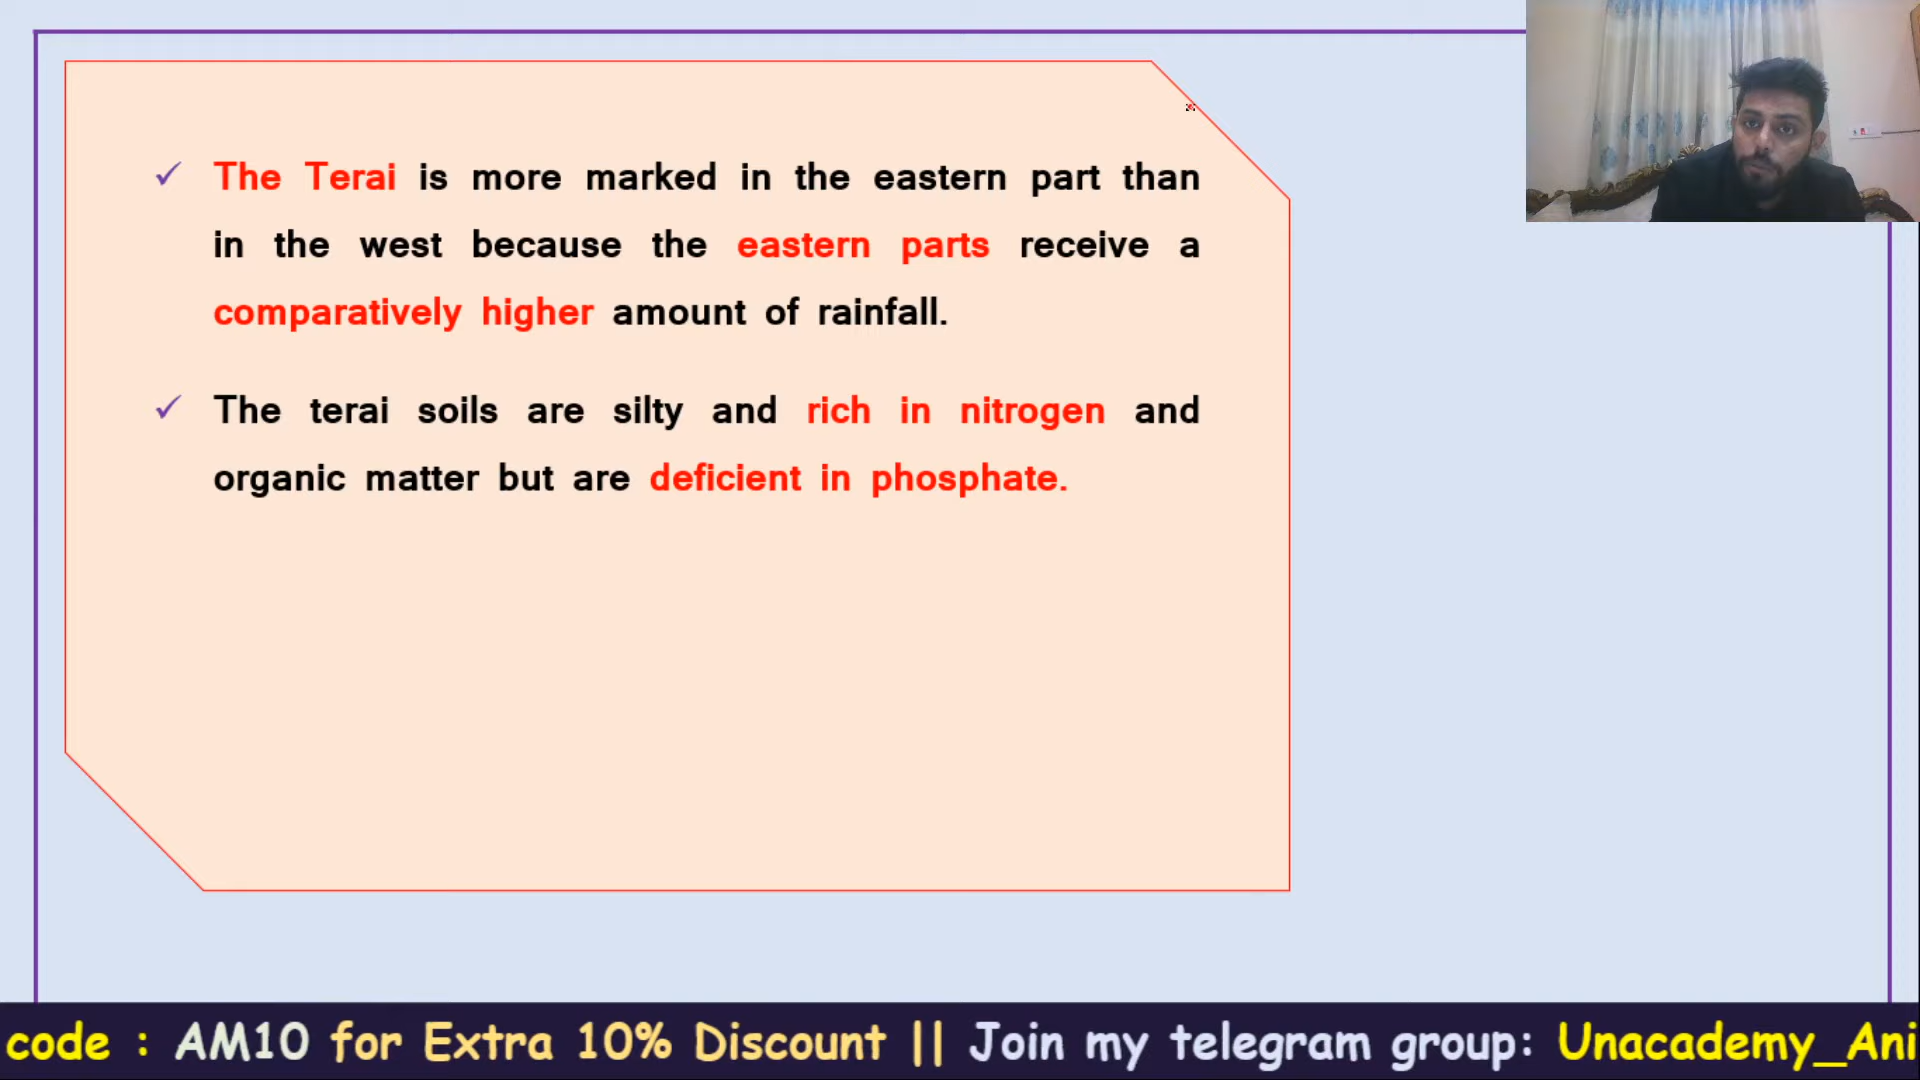 The Terai is more marked in the eastern part than
in the west because the eastern parts receive a
comparatively higher amount of rainfall.
The terai soils are silty and rich in nitrogen and
organic matter but are deficient in phosphate.
code : AM10 for Extra 10% Discount || Join my telegram group: Unacademy_Ani